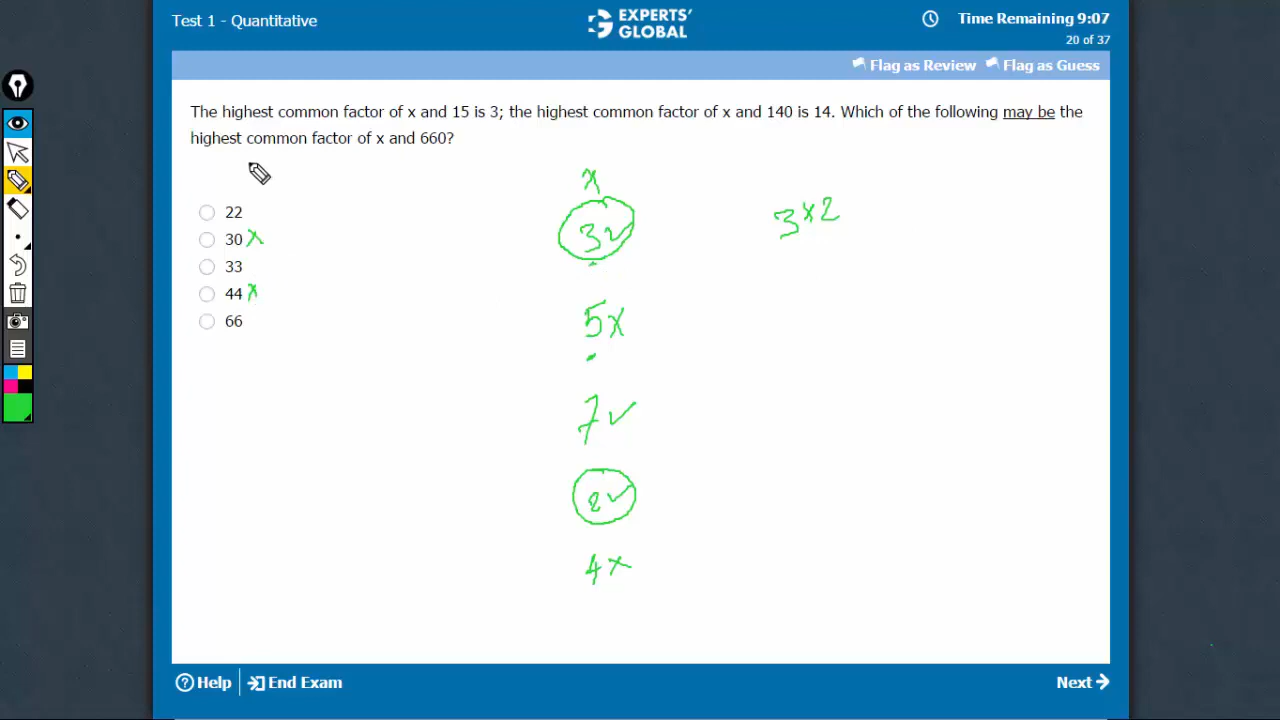 Test 1 - Quantitative
EXPERTS'
GLOBAL
Time Remaining 9:07
20 of 37
Flag as Review
Flag as Guess
The highest common factor of x and 15 is 3; the highest common factor of x and 140 is 14. Which of the following may be the
highest common factor of x and 660?
22
30 x
33
44 x
66
x
3 ✓
5 x
7 ✓
2 ✓
4 x
3 x 2
? Help
End Exam
Next